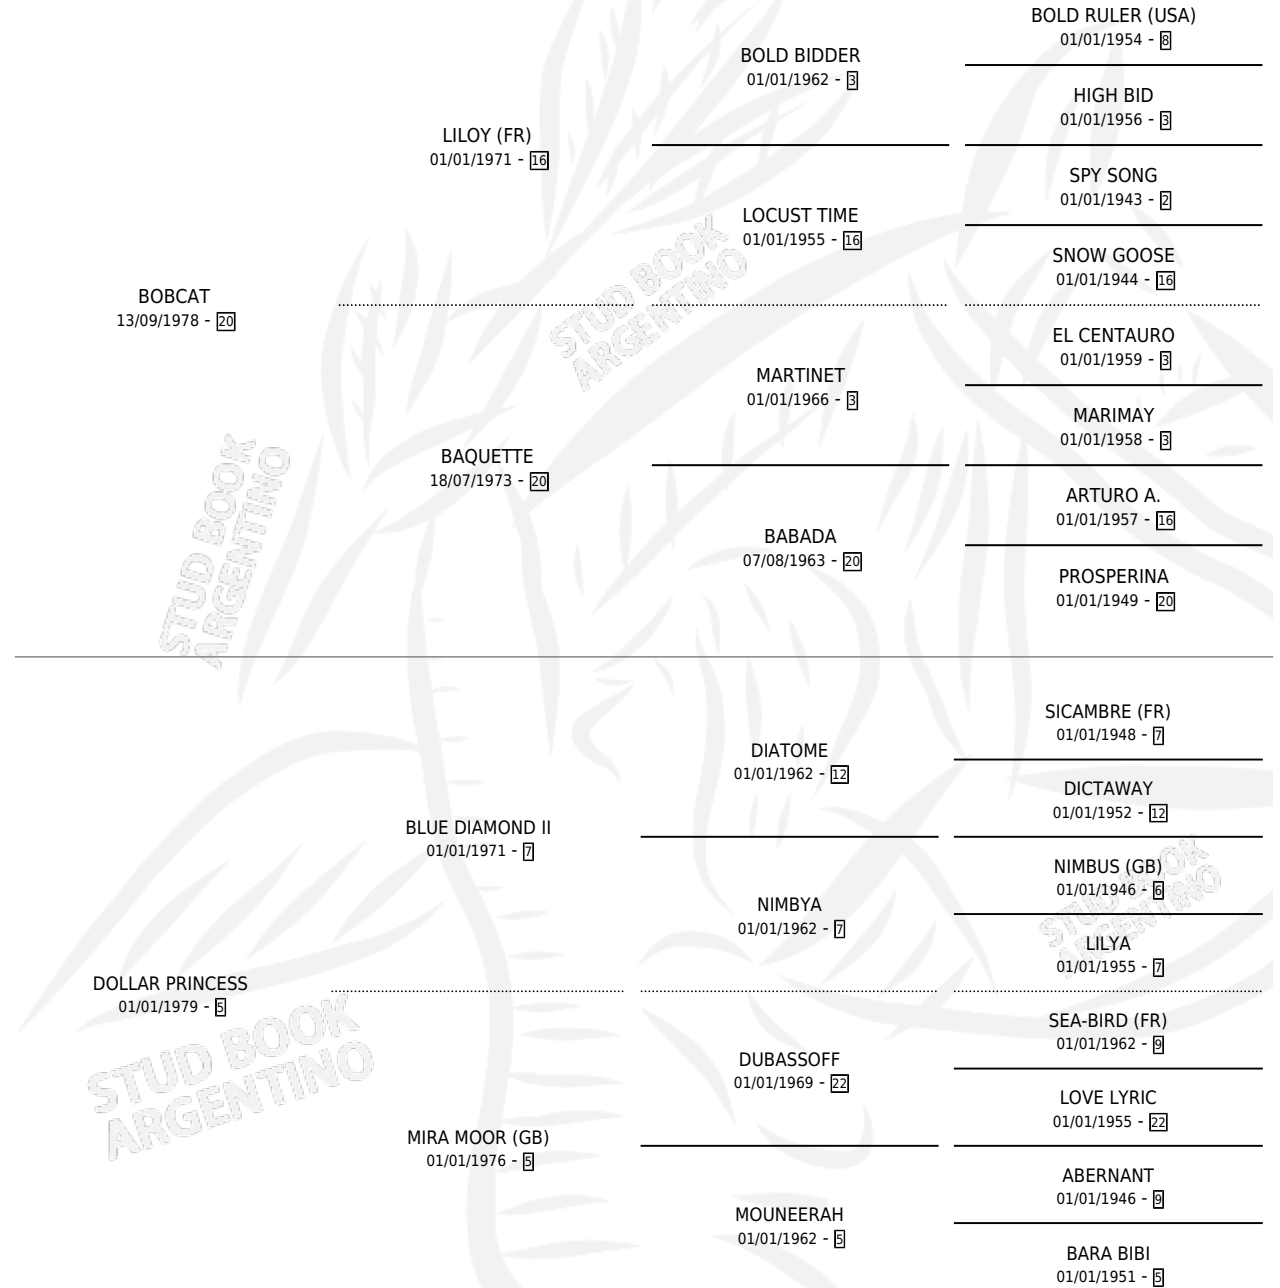 BOLD RULER (USA)
01/01/1954 - 8
BOLD BIDDER
01/01/1962 - 3
HIGH BID
01/01/1956 - 3
LILOY (FR)
01/01/1971 - 16
SPY SONG
01/01/1943 - 2
LOCUST TIME
01/01/1955 - 16
SNOW GOOSE
01/01/1944 - 16
BOBCAT
13/09/1978 - 20
EL CENTAURO
01/01/1959 - 3
MARTINET
01/01/1966 - 3
MARIMAY
01/01/1958 - 3
BAQUETTE
18/07/1973 - 20
ARTURO A.
01/01/1957 - 16
BABADA
07/08/1963 - 20
PROSPERINA
01/01/1949 - 20
STUD BOOK
ARGENTINO
STUD BOOK
ARGENTINO
SICAMBRE (FR)
01/01/1948 - 7
DIATOME
01/01/1962 - 12
DICTAWAY
01/01/1952 - 12
BLUE DIAMOND II
01/01/1971 - 7
NIMBUS (GB)
01/01/1946 - 6
NIMBYA
01/01/1962 - 7
LILYA
01/01/1955 - 7
DOLLAR PRINCESS
01/01/1979 - 5
SEA-BIRD (FR)
01/01/1962 - 9
DUBASSOFF
01/01/1969 - 22
LOVE LYRIC
01/01/1955 - 22
MIRA MOOR (GB)
01/01/1976 - 5
ABERNANT
01/01/1946 - 9
MOUNEERAH
01/01/1962 - 5
BARA BIBI
01/01/1951 - 5
STUD BOOK
ARGENTINO
STUD BOOK
ARGENTINO